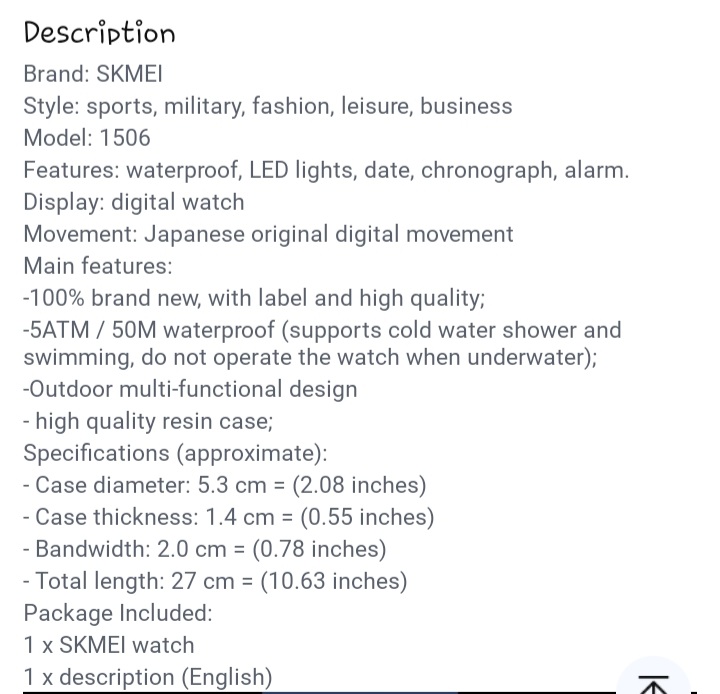 Description
Brand: SKMEI
Style: sports, military, fashion, leisure, business
Model: 1506
Features: waterproof, LED lights, date, chronograph, alarm.
Display: digital watch
Movement: Japanese original digital movement
Main features:
-100% brand new, with label and high quality;
-5ATM / 50M waterproof (supports cold water shower and
swimming, do not operate the watch when underwater);
-Outdoor multi-functional design
- high quality resin case;
Specifications (approximate):
- Case diameter: 5.3 cm = (2.08 inches)
- Case thickness: 1.4 cm = (0.55 inches)
- Bandwidth: 2.0 cm = (0.78 inches)
- Total length: 27 cm = (10.63 inches)
Package Included:
1 x SKMEI watch
1 x description (English)